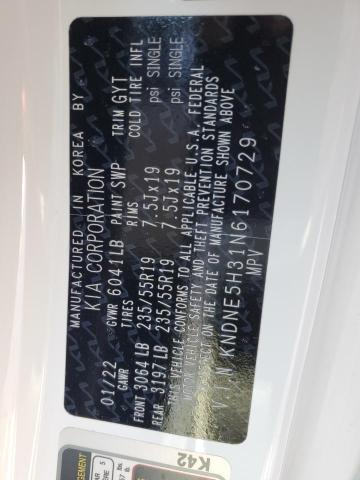 MANUFACTURED IN KOREA BY
KIA CORPORATION
01/22 GVWR 6041LB PAINT SWP TRIM GYT
GAWR TIRES COLD TIRE INFL
FRONT 3064LB 235/55R19 7.5Jx19 psi SINGLE
REAR 3197LB 235/55R19 7.5Jx19 psi SINGLE
THIS VEHICLE CONFORMS TO ALL APPLICABLE U.S.A. FEDERAL
MOTOR VEHICLE SAFETY AND THEFT PREVENTION STANDARDS
IN EFFECT ON THE DATE OF MANUFACTURE SHOWN ABOVE
V.I.N KNDNE5H31N6170729
MPV
K42